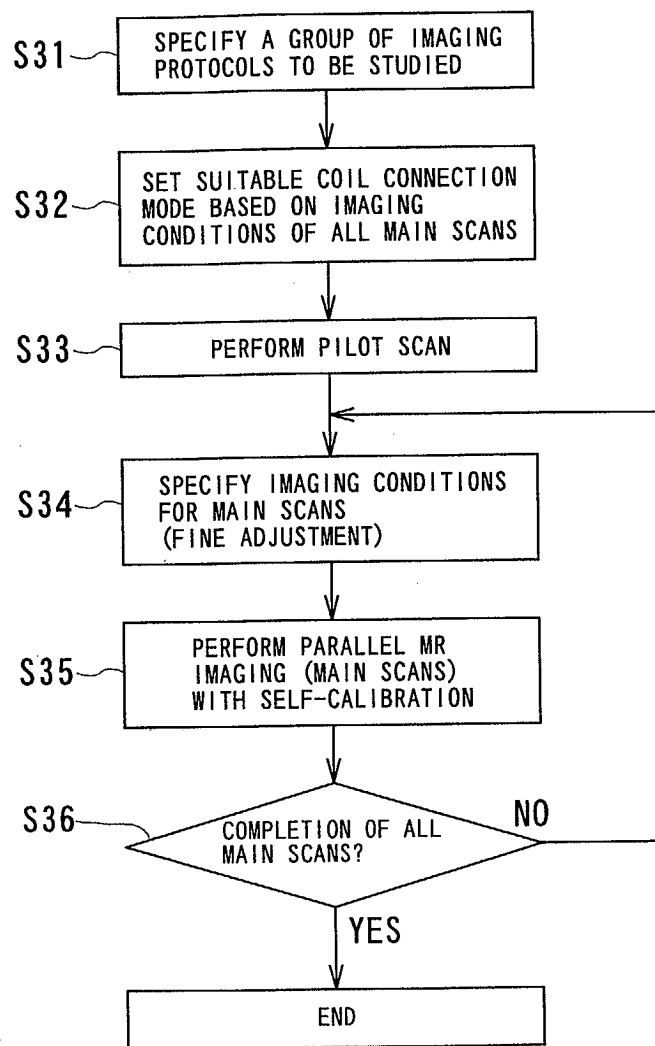 S31
SPECIFY A GROUP OF IMAGING
PROTOCOLS TO BE STUDIED
S32
SET SUITABLE COIL CONNECTION
MODE BASED ON IMAGING
CONDITIONS OF ALL MAIN SCANS
S33
PERFORM PILOT SCAN
S34
SPECIFY IMAGING CONDITIONS
FOR MAIN SCANS
(FINE ADJUSTMENT)
S35
PERFORM PARALLEL MR
IMAGING (MAIN SCANS)
WITH SELF-CALIBRATION
S36
COMPLETION OF ALL
MAIN SCANS?
NO
YES
END